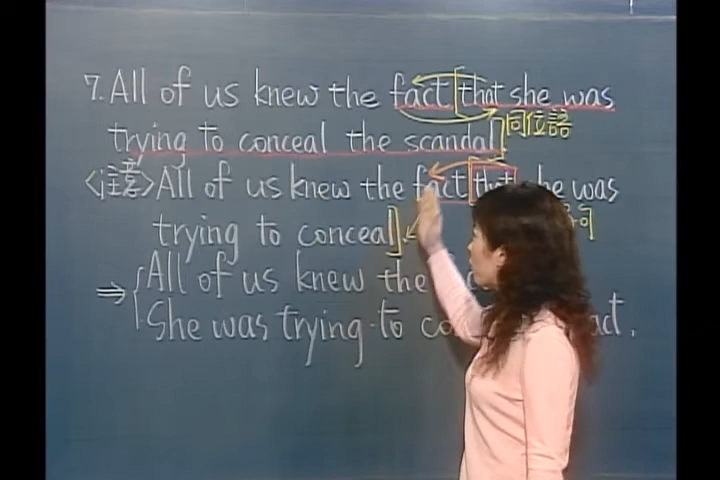 7. All of us knew the fact that she was
trying to conceal the scandal] 同位語
<注意> All of us knew the fact that she was
trying to conceal]
⇒ { All of us knew the
She was trying to